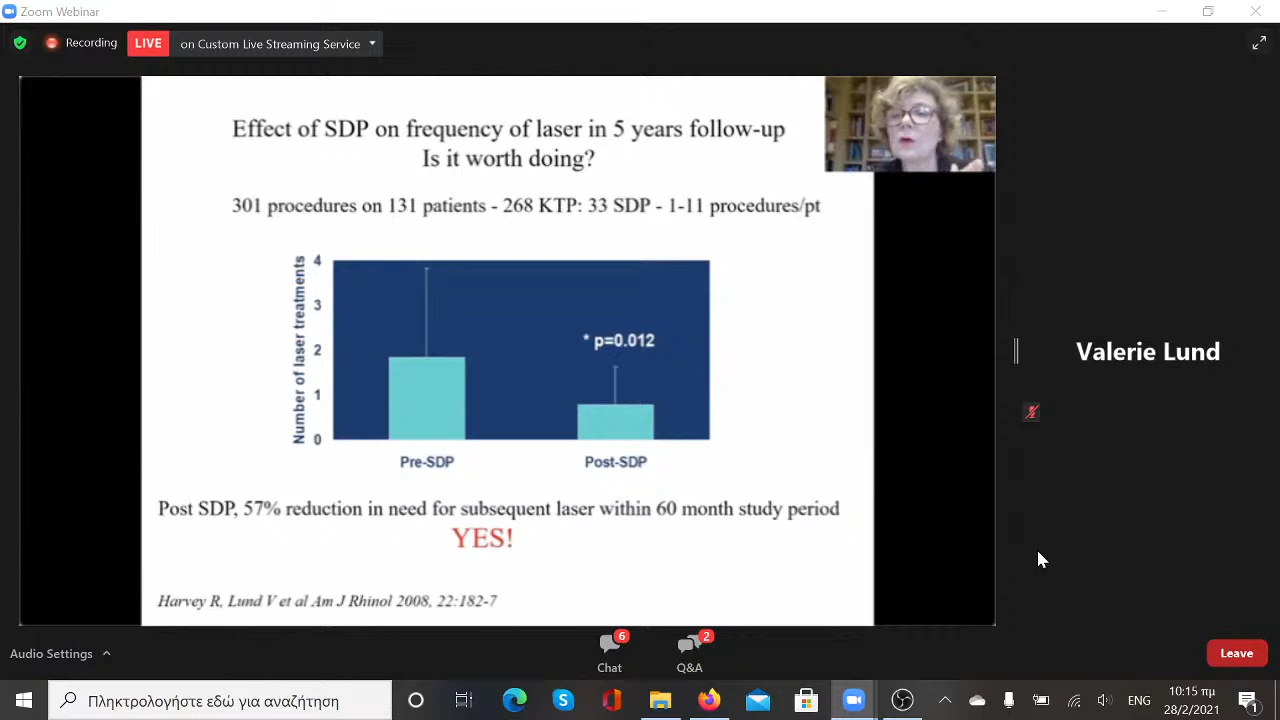 Zoom Webinar
Recording
LIVE
on Custom Live Streaming Service
Effect of SDP on frequency of laser in 5 years follow-up
Is it worth doing?
301 procedures on 131 patients - 268 KTP: 33 SDP - 1-11 procedures/pt
Number of laser treatments
4
3
2
1
0
* p=0.012
Pre-SDP
Post-SDP
Post SDP, 57% reduction in need for subsequent laser within 60 month study period
YES!
Harvey R, Lund V et al Am J Rhinol 2008, 22:182-7
Valerie Lund
Audio Settings
6
Chat
2
Q&A
Leave
Πληκτρολογήστε εδώ για αναζήτηση
ENG
10:15 πμ
28/2/2021
1